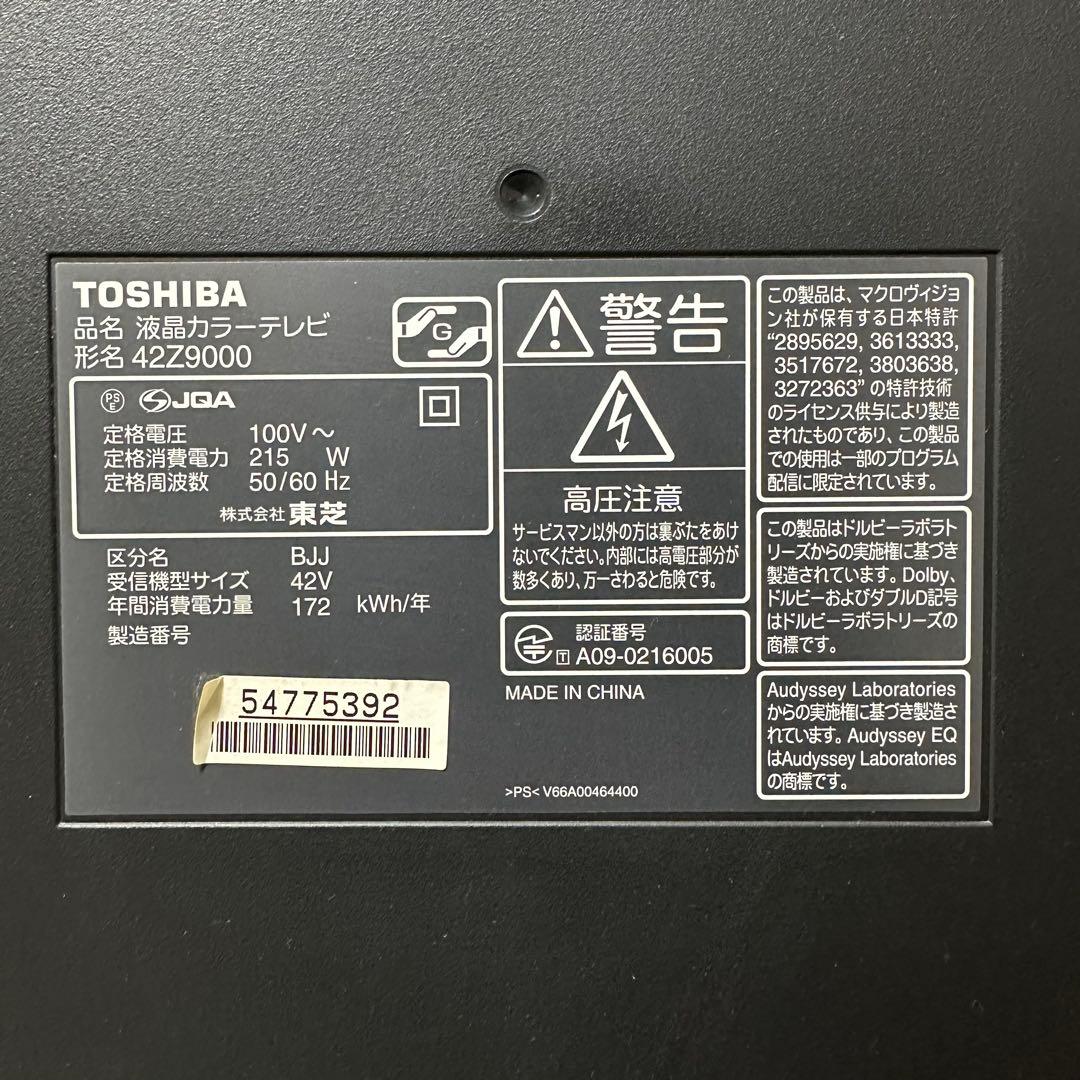 TOSHIBA
品名 液晶カラーテレビ
形名 42Z9000
G
PS
E
JQA
定格電圧 100V～
定格消費電力 215 W
定格周波数 50/60 Hz
株式会社 東芝
区分名 BJJ
受信機型サイズ 42V
年間消費電力量 172 kWh/年
製造番号
54775392
警告
高圧注意
サービスマン以外の方は裏ぶたをあけ
ないでください。内部には高電圧部分が
数多くあり、万一さわると危険です。
認証番号
T A09-0216005
MADE IN CHINA
>PS< V66A00464400
この製品は、マクロヴィジョ
ン社が保有する日本特許
“2895629, 3613333,
3517672, 3803638,
3272363”の特許技術
のライセンス供与により製造
されたものであり、この製品
での使用は一部のプログラム
配信に限定されています。
この製品はドルビーラボラト
リーズからの実施権に基づき
製造されています。Dolby、
ドルビーおよびダブルD記号
はドルビーラボラトリーズの
商標です。
Audyssey Laboratories
からの実施権に基づき製造さ
れています。Audyssey EQ
はAudyssey Laboratories
の商標です。